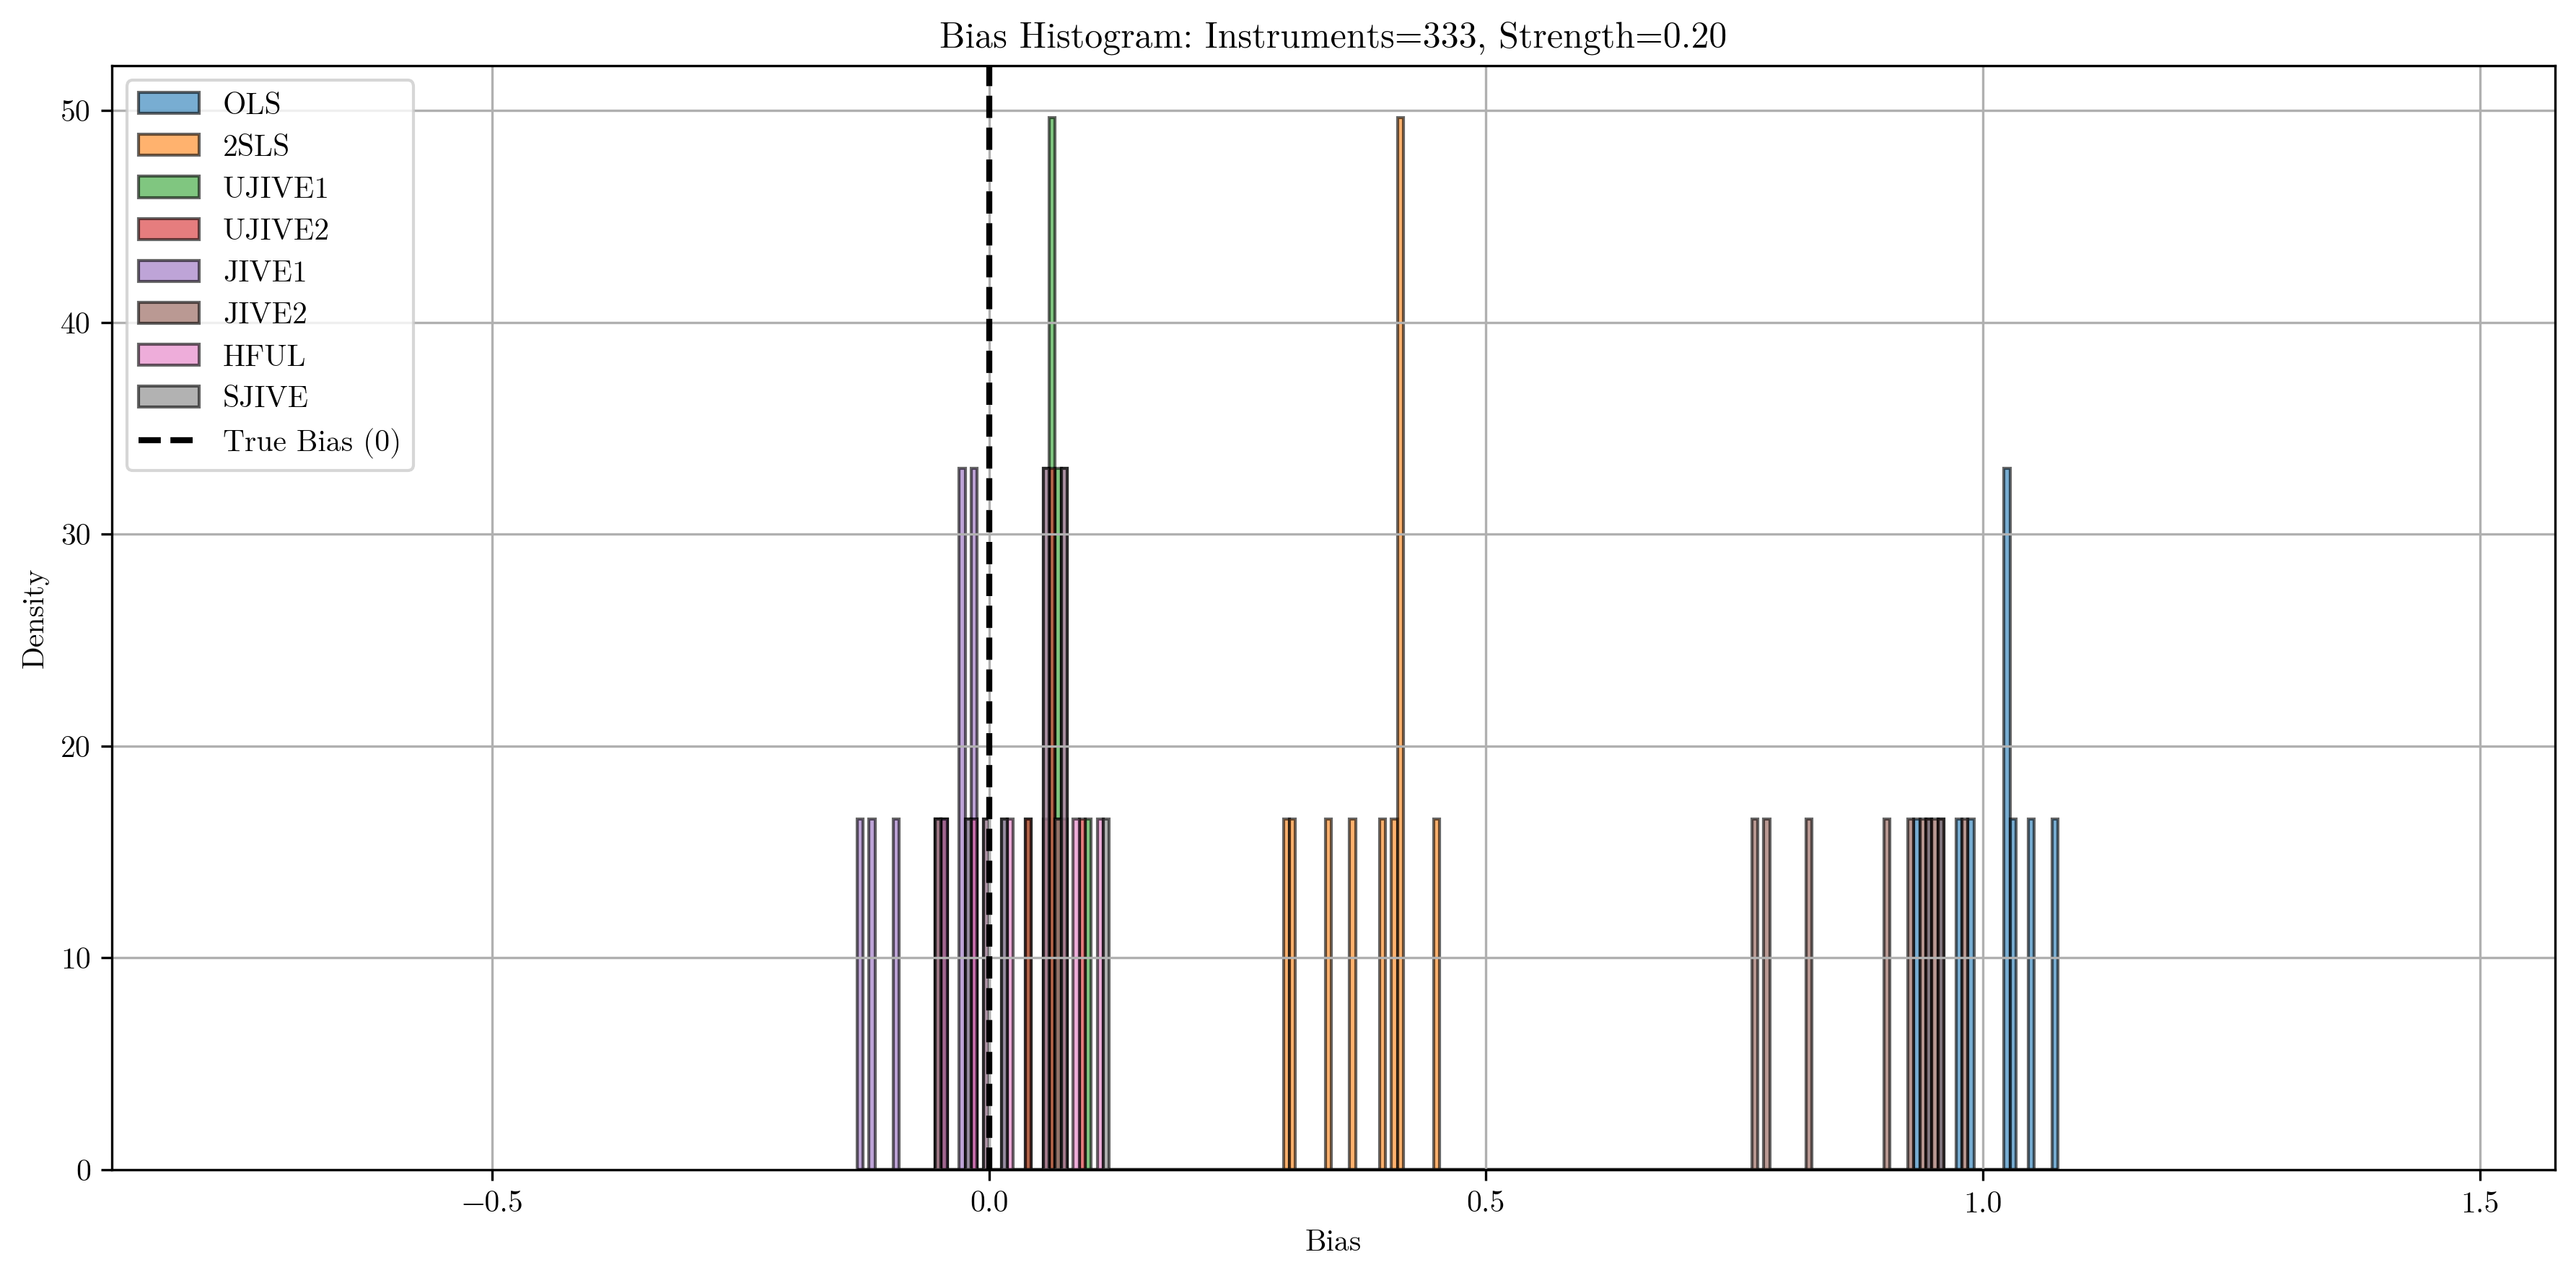 Bias Histogram: Instruments=333, Strength=0.20
OLS
2SLS
UJIVE1
UJIVE2
JIVE1
JIVE2
HFUL
SJIVE
True Bias (0)
Density
50
40
30
20
10
0
−0.5
0.0
0.5
1.0
1.5
Bias